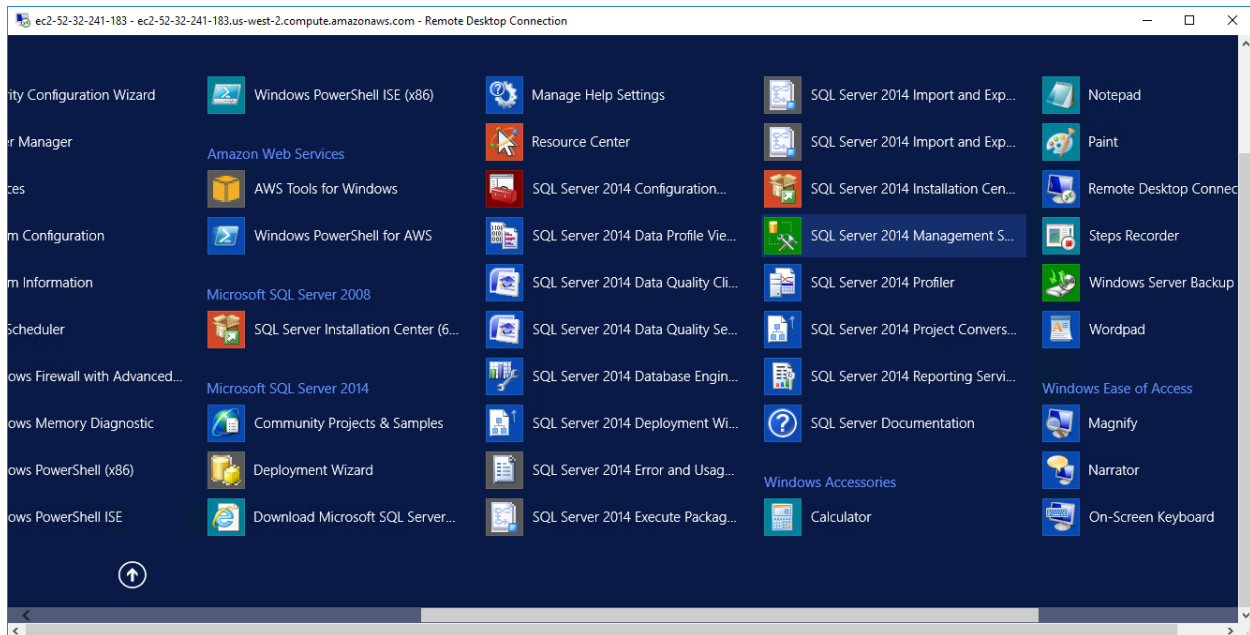 ec2-52-32-241-183 - ec2-52-32-241-183.us-west-2.compute.amazonaws.com - Remote Desktop Connection
rity Configuration Wizard
er Manager
ces
m Configuration
m Information
Scheduler
ows Firewall with Advanced...
ows Memory Diagnostic
ows PowerShell (x86)
ows PowerShell ISE
Windows PowerShell ISE (x86)
Amazon Web Services
AWS Tools for Windows
Windows PowerShell for AWS
Microsoft SQL Server 2008
SQL Server Installation Center (6...
Microsoft SQL Server 2014
Community Projects & Samples
Deployment Wizard
Download Microsoft SQL Server...
Manage Help Settings
Resource Center
SQL Server 2014 Configuration...
SQL Server 2014 Data Profile Vie...
SQL Server 2014 Data Quality Cli...
SQL Server 2014 Data Quality Se...
SQL Server 2014 Database Engin...
SQL Server 2014 Deployment Wi...
SQL Server 2014 Error and Usag...
SQL Server 2014 Execute Packag...
SQL Server 2014 Import and Exp...
SQL Server 2014 Import and Exp...
SQL Server 2014 Installation Cen...
SQL Server 2014 Management S...
SQL Server 2014 Profiler
SQL Server 2014 Project Convers...
SQL Server 2014 Reporting Servi...
SQL Server Documentation
Windows Accessories
Calculator
Notepad
Paint
Remote Desktop Connec
Steps Recorder
Windows Server Backup
Wordpad
Windows Ease of Access
Magnify
Narrator
On-Screen Keyboard